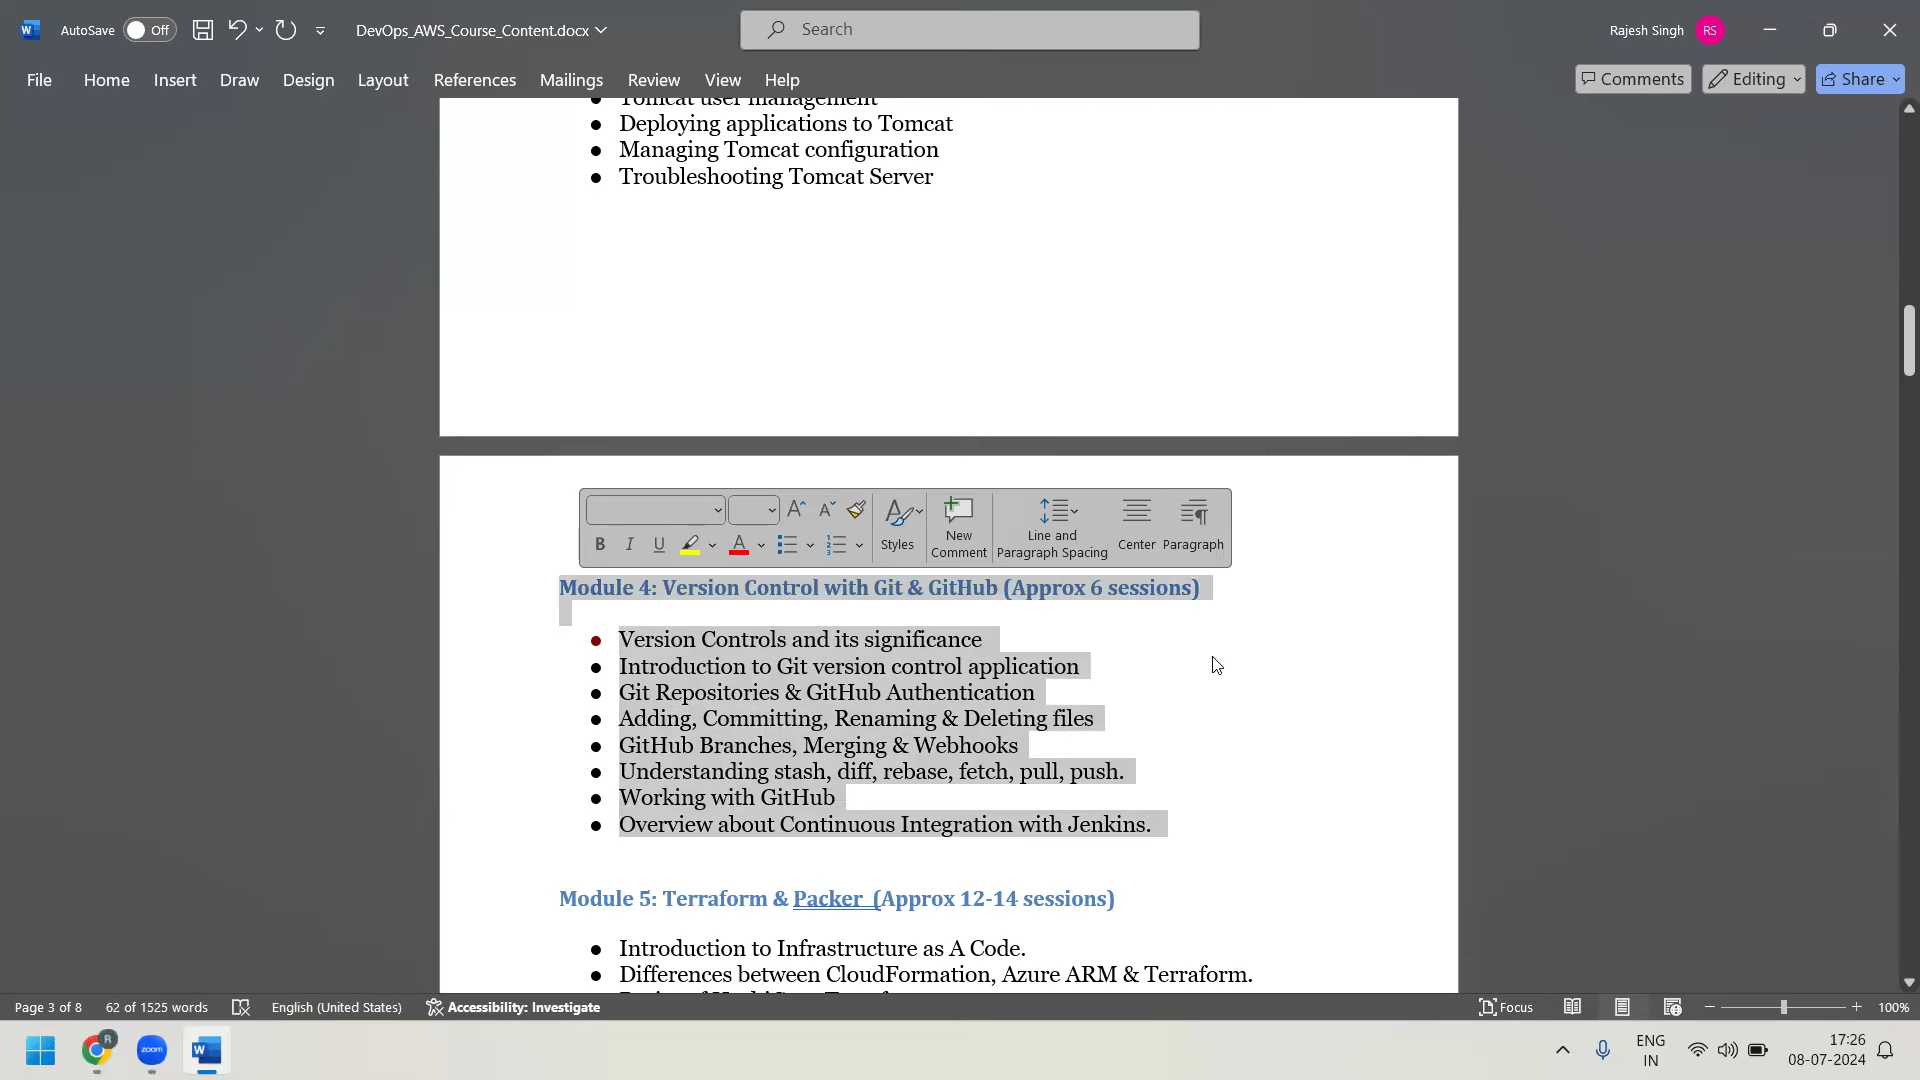 AutoSave Off DevOps_AWS_Course_Content.docx Search Rajesh Singh RS
File Home Insert Draw Design Layout References Mailings Review View Help Comments Editing Share
Tomcat user management
● Deploying applications to Tomcat
● Managing Tomcat configuration
● Troubleshooting Tomcat Server
New Comment
Styles
Line and Paragraph Spacing
Center
Paragraph
B I U
Module 4: Version Control with Git & GitHub (Approx 6 sessions)
● Version Controls and its significance
● Introduction to Git version control application
● Git Repositories & GitHub Authentication
● Adding, Committing, Renaming & Deleting files
● GitHub Branches, Merging & Webhooks
● Understanding stash, diff, rebase, fetch, pull, push.
● Working with GitHub
● Overview about Continuous Integration with Jenkins.
Module 5: Terraform & Packer (Approx 12-14 sessions)
● Introduction to Infrastructure as A Code.
● Differences between CloudFormation, Azure ARM & Terraform.
Page 3 of 8 62 of 1525 words English (United States) Accessibility: Investigate Focus 100%
zoom
ENG IN
17:26
08-07-2024